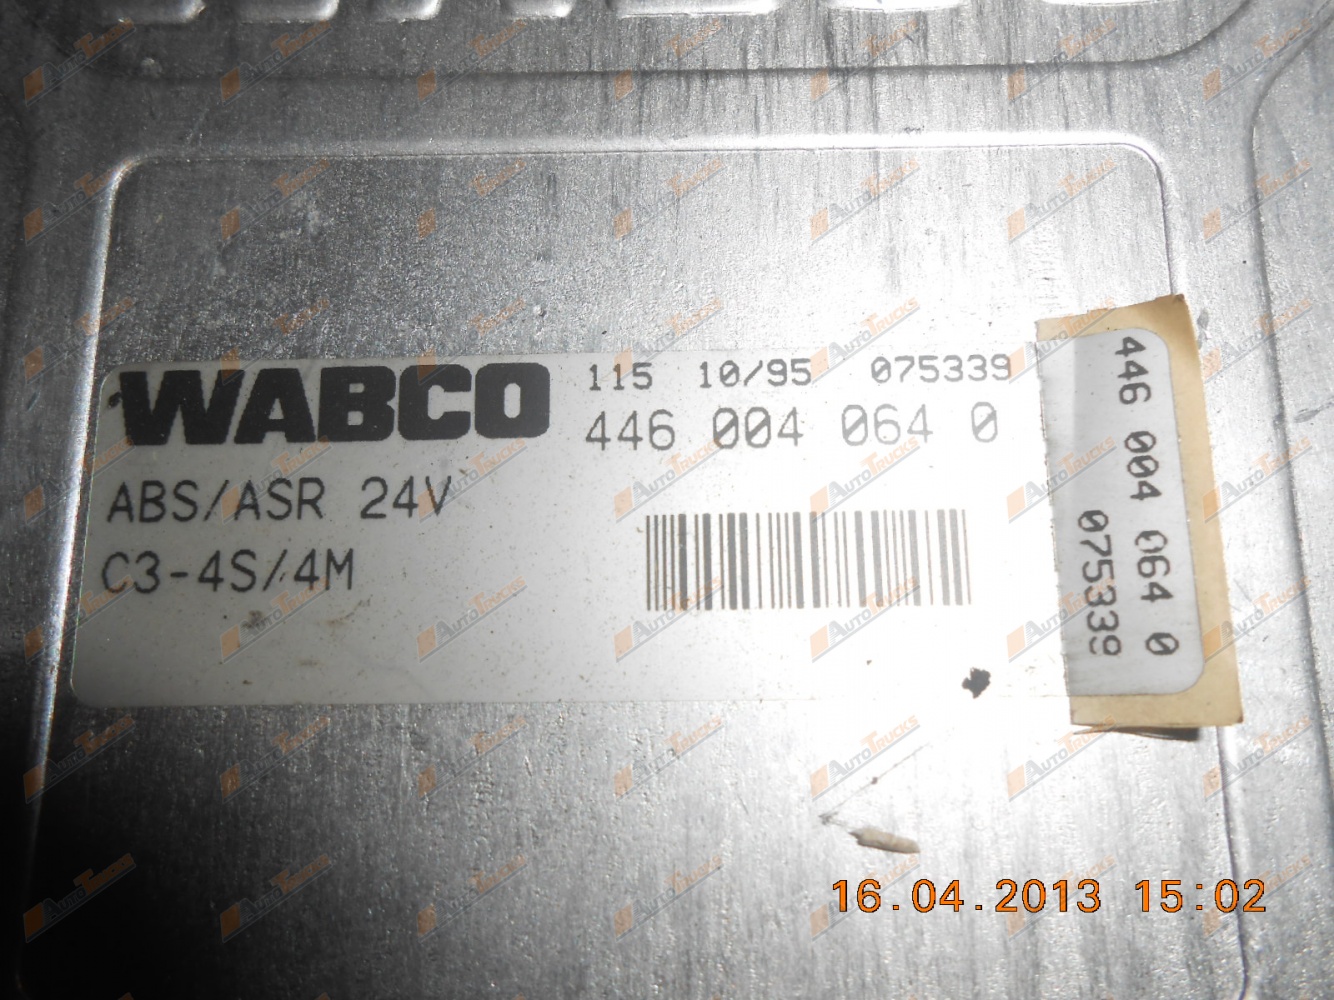 WABCO 115 10/95 075339
446 004 064 0
ABS/ASR 24V
C3-4S/4M
446 004 064 0
075339
16.04.2013 15:02
AutoTrucks